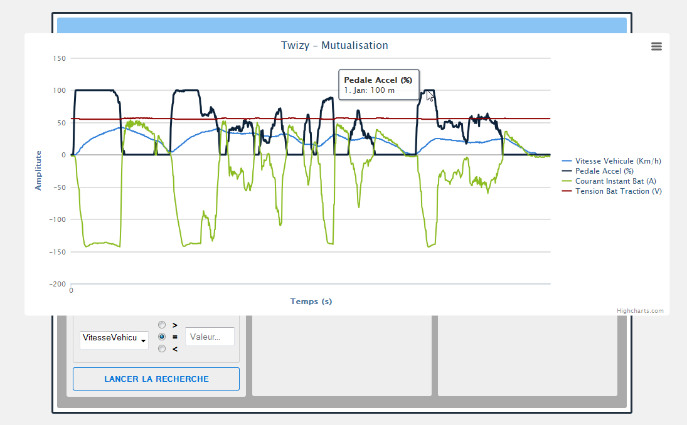 Twizy - Mutualisation
150
100
50
0
-50
-100
-150
-200
0
Amplitute
Temps (s)
Pedale Accel (%)
1. Jan: 100 m
Vitesse Vehicule (Km/h)
Pedale Accel (%)
Courant Instant Bat (A)
Tension Bat Traction (V)
Highcharts.com
VitesseVehicu
>
=
<
Valeur...
LANCER LA RECHERCHE